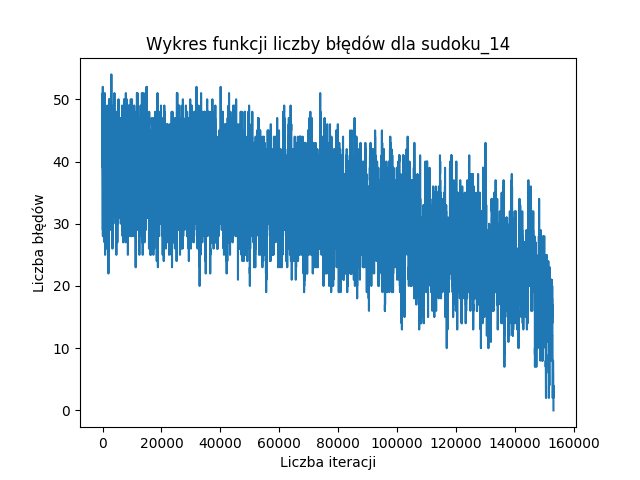 Wykres funkcji liczby błędów dla sudoku_14
Liczba błędów
50
40
30
20
10
0
0 20000 40000 60000 80000 100000 120000 140000 160000
Liczba iteracji